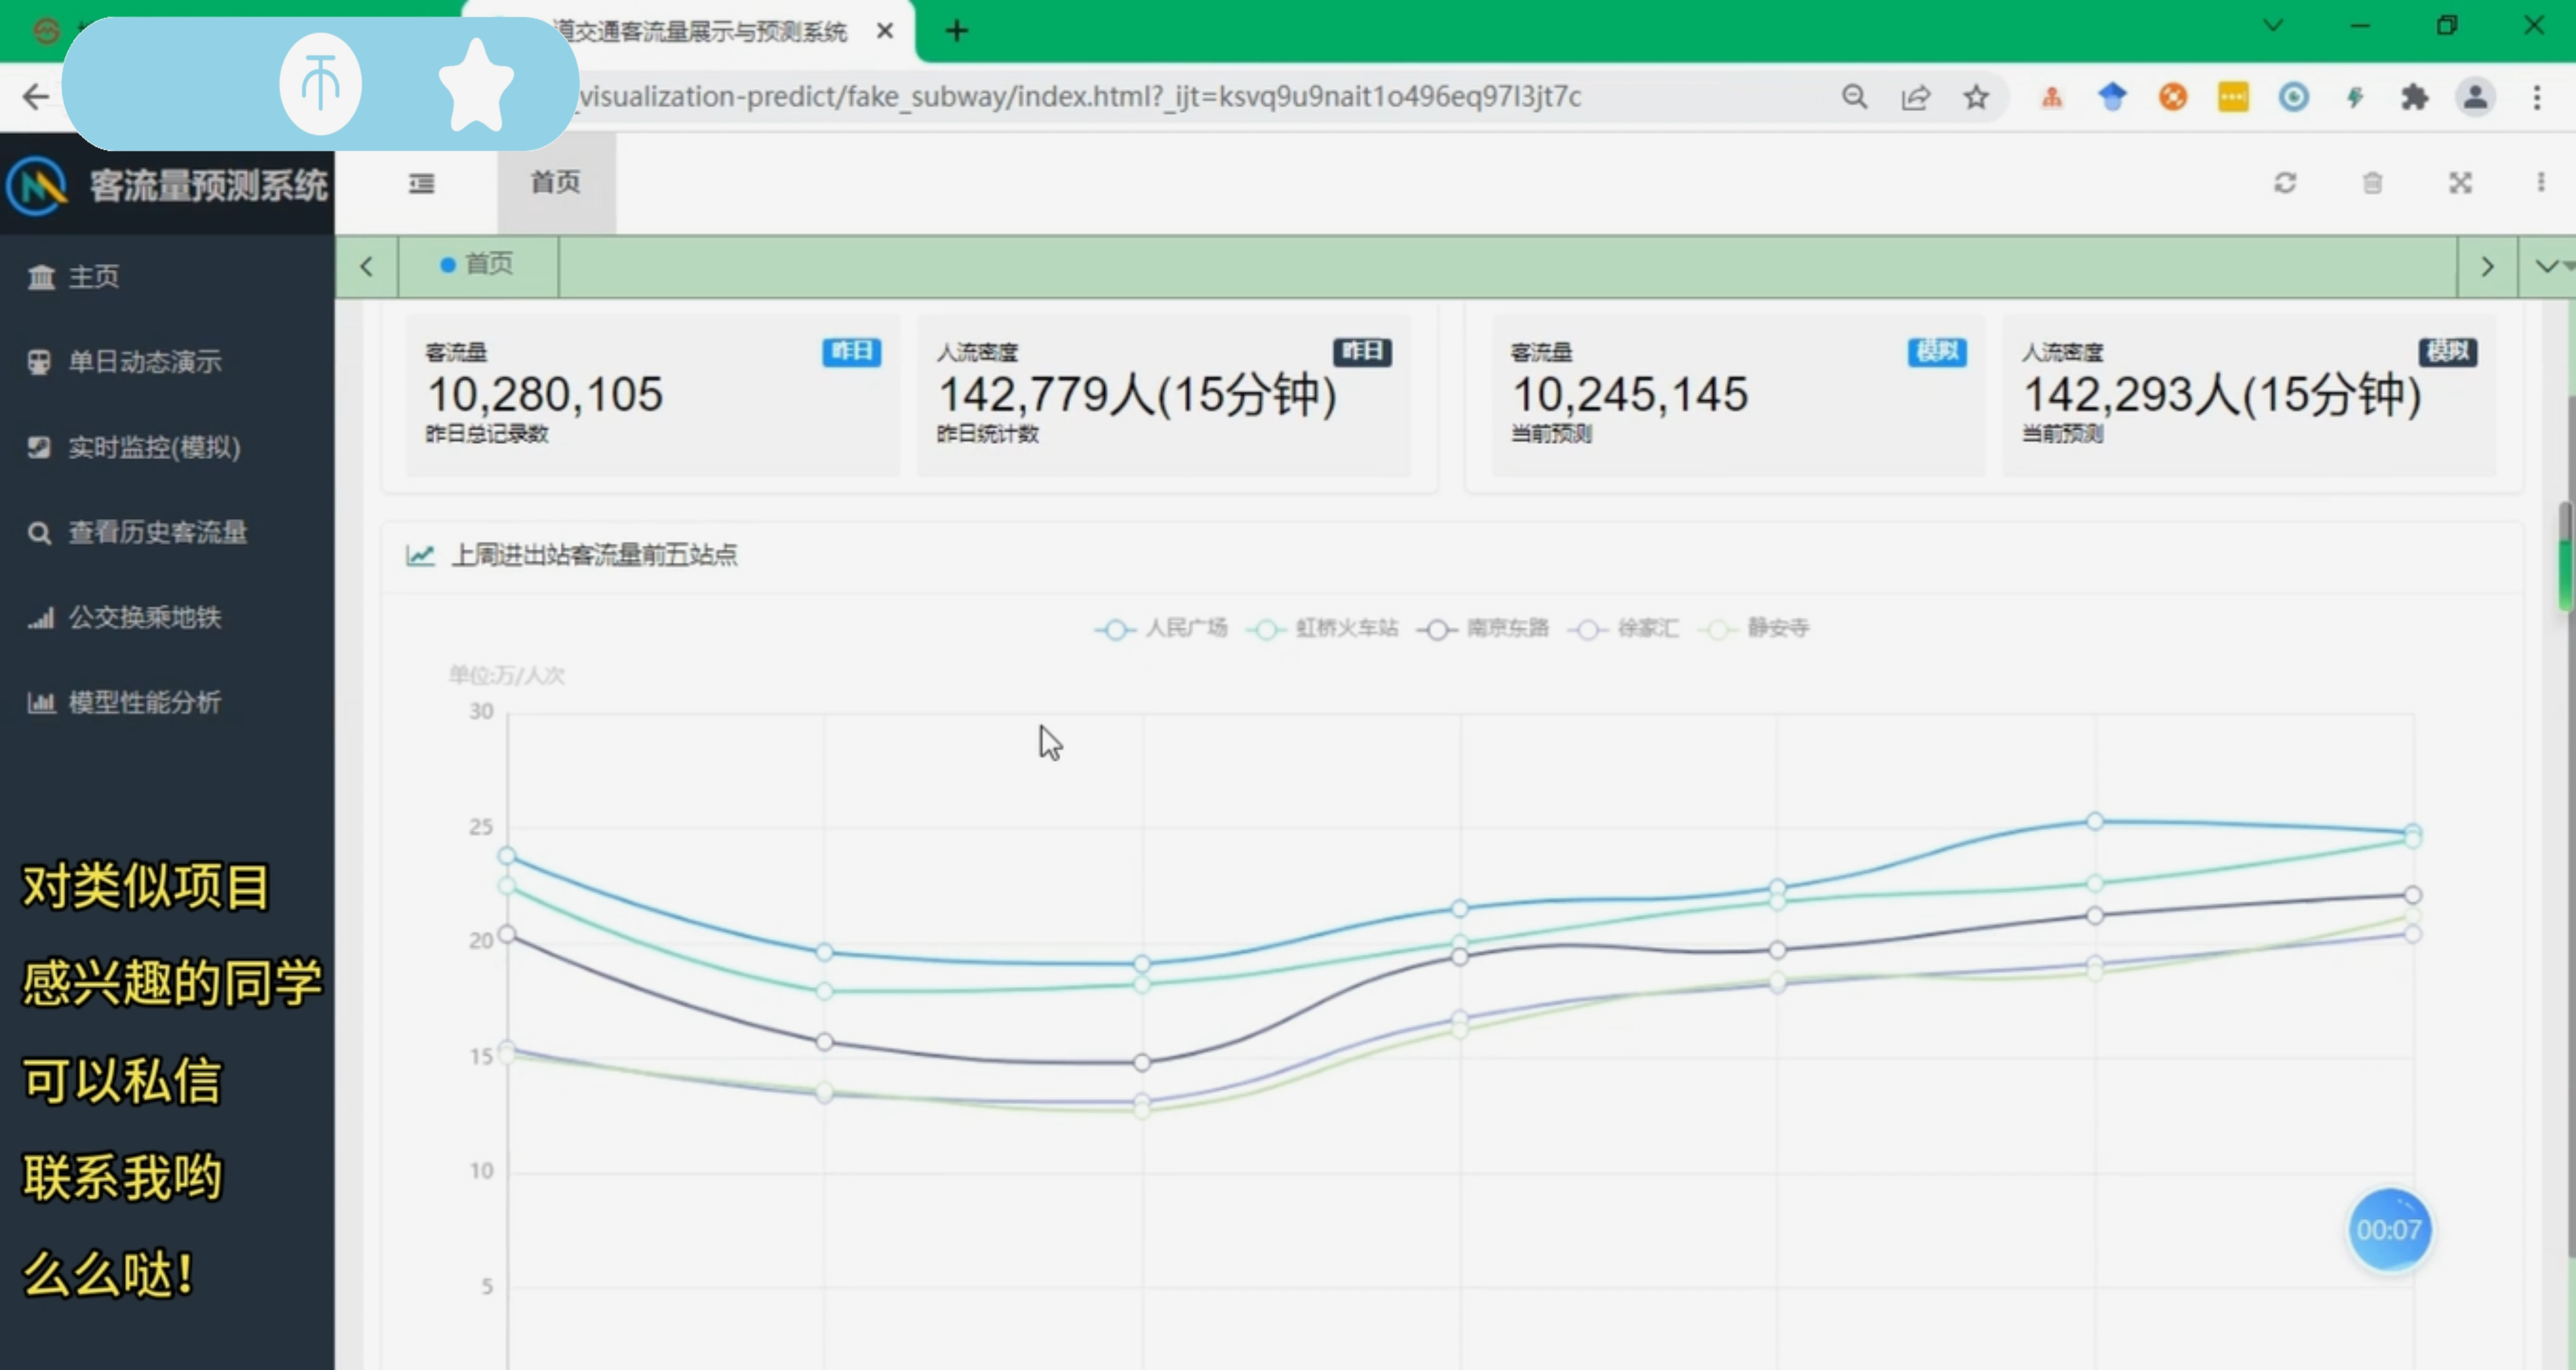 道交通客流量展示与预测系统
_visualization-predict/fake_subway/index.html?_ijt=ksvq9u9nait1o496eq97l3jt7c
客流量预测系统
首页
主页
首页
单日动态演示
实时监控(模拟)
查看历史客流量
公交换乘地铁
模型性能分析
客流量 昨日
10,280,105
昨日总记录数
人流密度 昨日
142,779人(15分钟)
昨日统计数
客流量 模拟
10,245,145
当前预测
人流密度 模拟
142,293人(15分钟)
当前预测
上周进出站客流量前五站点
人民广场 虹桥火车站 南京东路 徐家汇 静安寺
单位:万/人次
30
25
20
15
10
5
对类似项目
感兴趣的同学
可以私信
联系我哟
么么哒！
00:07